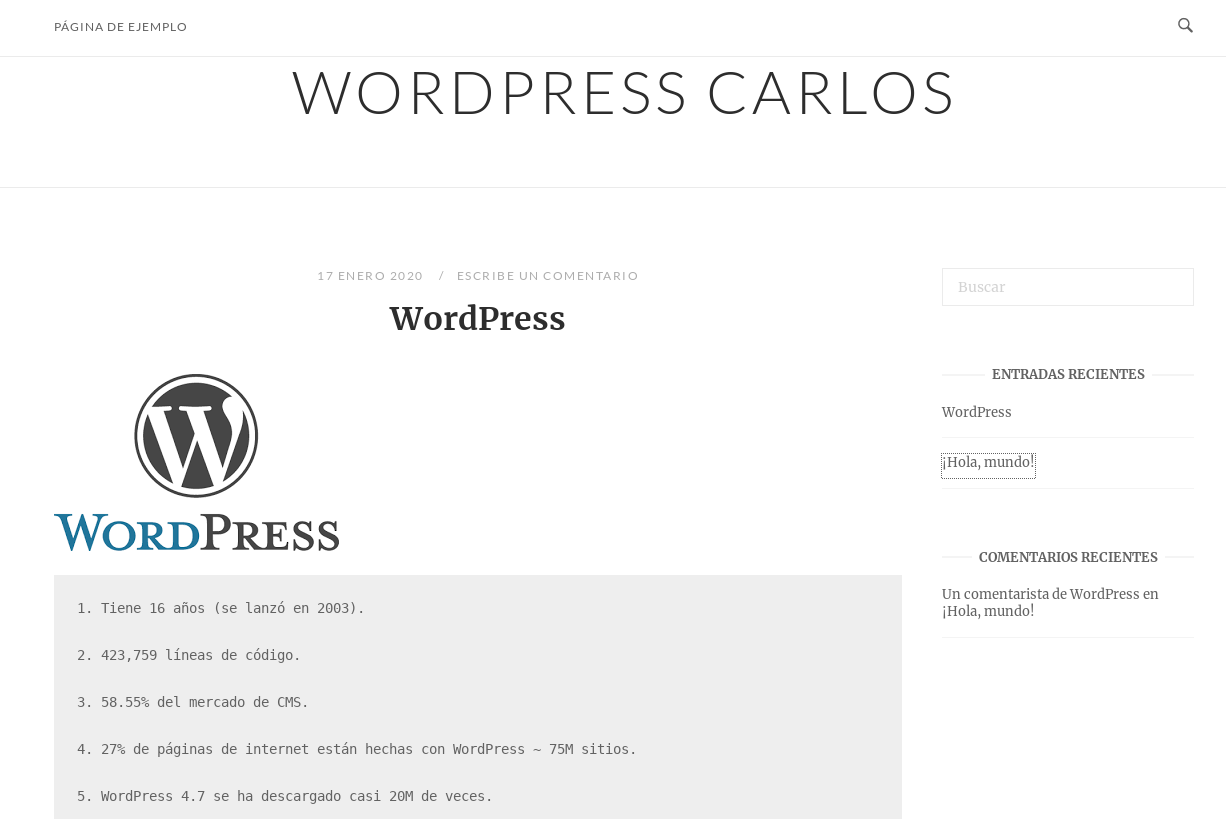 PÁGINA DE EJEMPLO
WORDPRESS CARLOS
17 ENERO 2020 / ESCRIBE UN COMENTARIO
WordPress
WORDPRESS
1. Tiene 16 años (se lanzó en 2003).
2. 423,759 líneas de código.
3. 58.55% del mercado de CMS.
4. 27% de páginas de internet están hechas con WordPress ~ 75M sitios.
5. WordPress 4.7 se ha descargado casi 20M de veces.
Buscar
ENTRADAS RECIENTES
WordPress
¡Hola, mundo!
COMENTARIOS RECIENTES
Un comentarista de WordPress en
¡Hola, mundo!